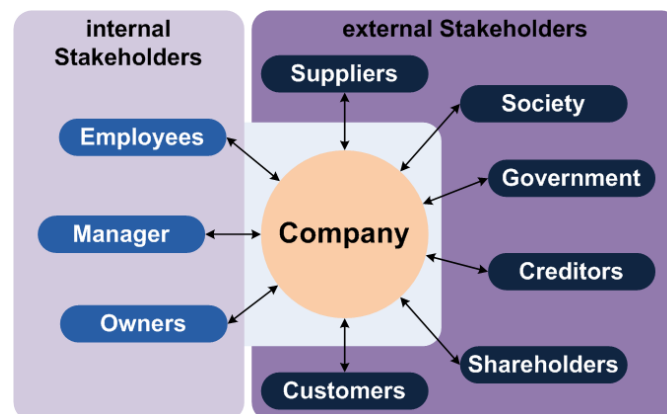 internal
Stakeholders
external Stakeholders
Suppliers
Society
Employees
Government
Manager
Company
Creditors
Owners
Shareholders
Customers